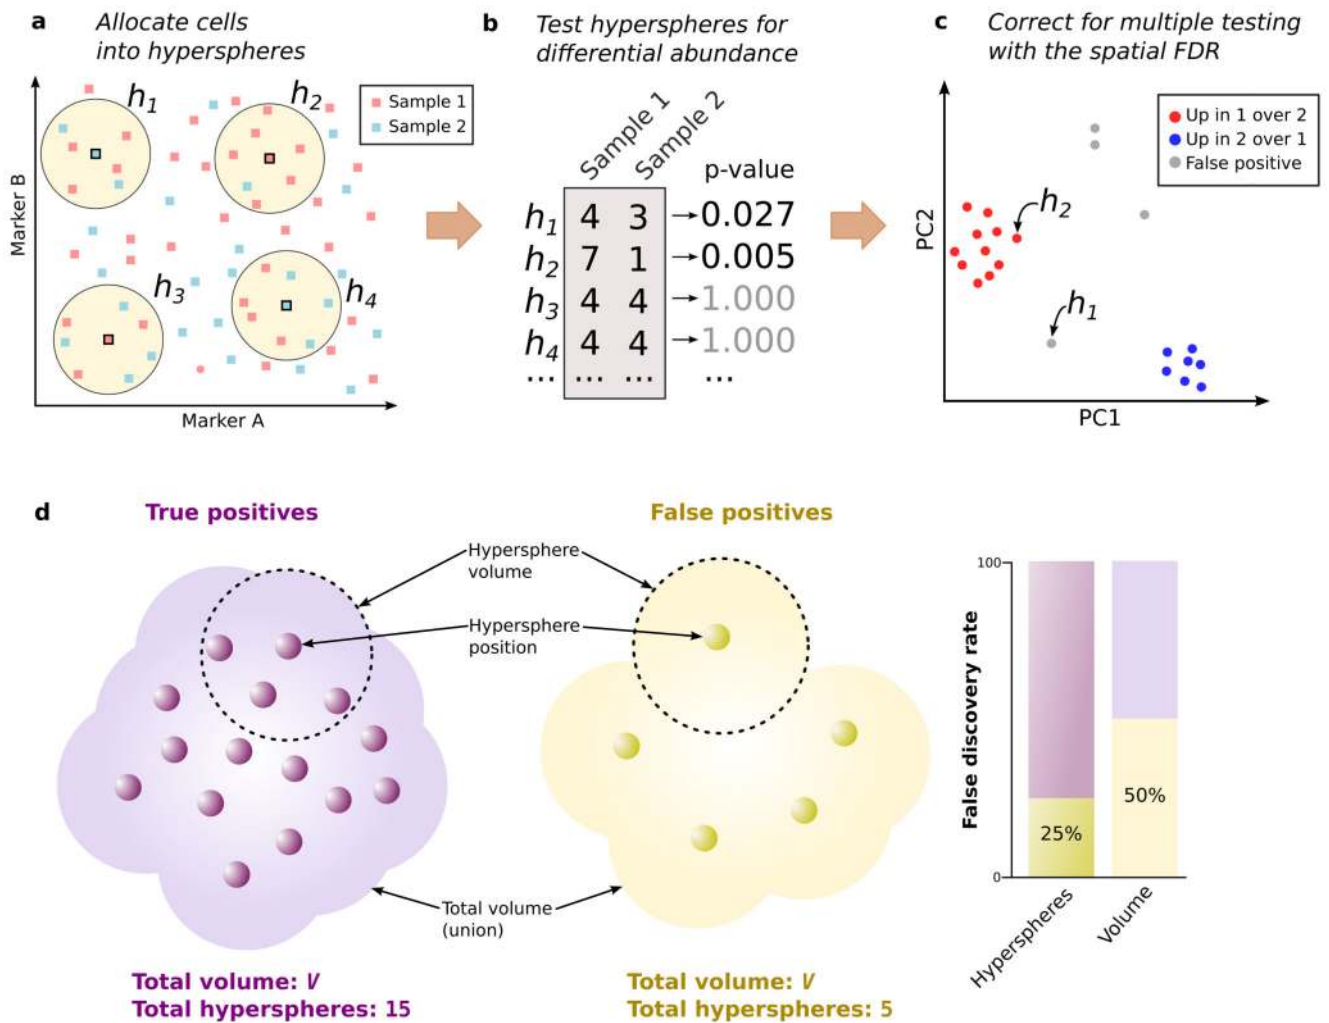 a
Allocate cells
into hyperspheres
h1
h2
h3
h4
Sample 1
Sample 2
Marker B
Marker A
b
Test hyperspheres for
differential abundance
Sample 1
Sample 2
p-value
h1 4 3 0.027
h2 7 1 0.005
h3 4 4 1.000
h4 4 4 1.000
... ... ... ...
c
Correct for multiple testing
with the spatial FDR
Up in 1 over 2
Up in 2 over 1
False positive
h2
h1
PC2
PC1
d
True positives
False positives
Hypersphere
volume
Hypersphere
position
Total volume
(union)
Total volume: V
Total hyperspheres: 15
Total volume: V
Total hyperspheres: 5
False discovery rate
100
0
25%
50%
Hyperspheres
Volume